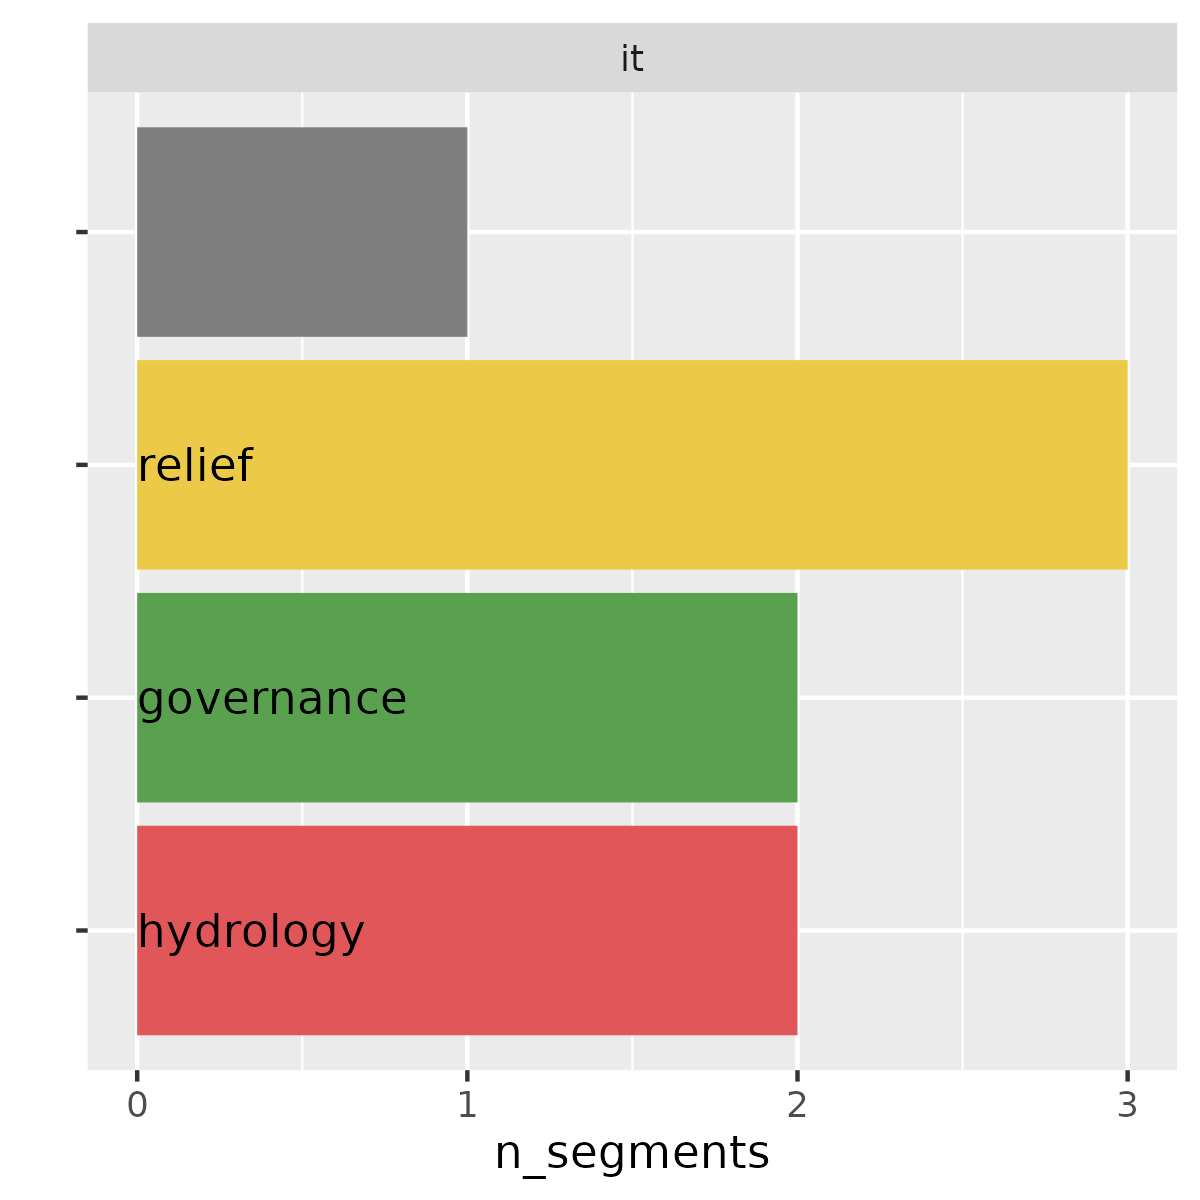 it
relief
governance
hydrology
0 1 2 3
n_segments